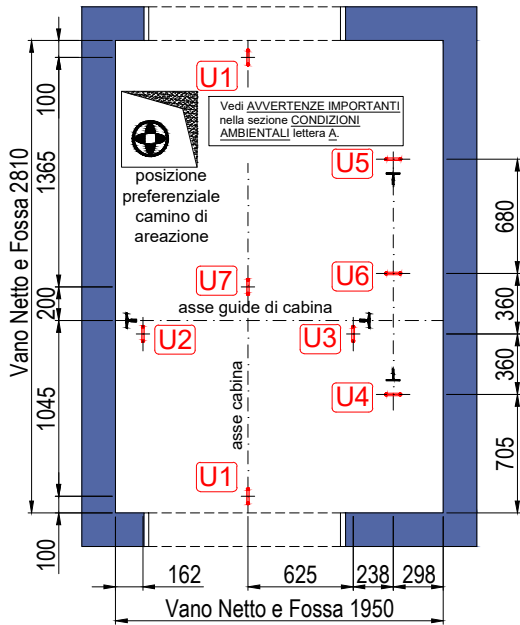 U1
Vedi AVVERTENZE IMPORTANTI
nella sezione CONDIZIONI
AMBIENTALI lettera A.
posizione
preferenziale
camino di
areazione
U5
U7
U6
asse guide di cabina
U2
U3
asse cabina
U4
U1
Vano Netto e Fossa 2810
100
1365
200
1045
100
680
360
360
705
162
625
238
298
Vano Netto e Fossa 1950